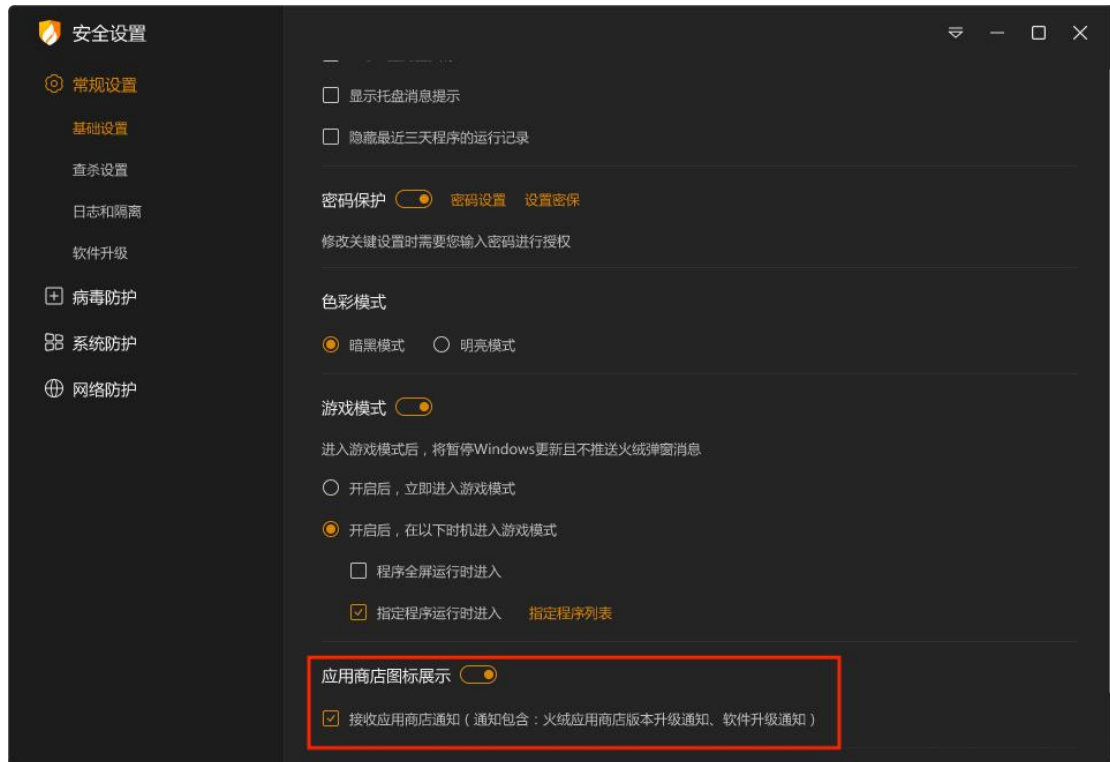 安全设置
常规设置
基础设置
查杀设置
日志和隔离
软件升级
病毒防护
系统防护
网络防护
显示托盘消息提示
隐藏最近三天程序的运行记录
密码保护 密码设置 设置密保
修改关键设置时需要您输入密码进行授权
色彩模式
暗黑模式 明亮模式
游戏模式
进入游戏模式后，将暂停Windows更新且不推送火绒弹窗消息
开启后，立即进入游戏模式
开启后，在以下时机进入游戏模式
程序全屏运行时进入
指定程序运行时进入 指定程序列表
应用商店图标展示
接收应用商店通知（通知包含：火绒应用商店版本升级通知、软件升级通知）